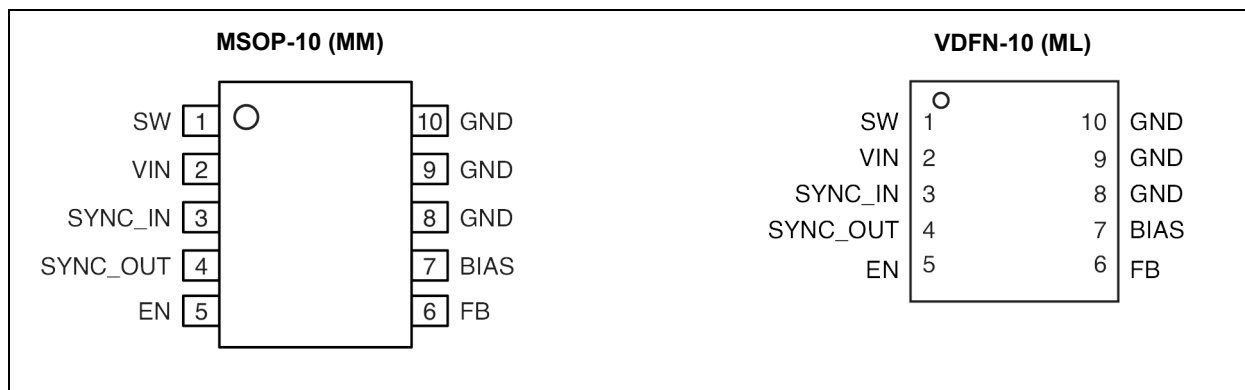 MSOP-10 (MM)
SW 1 10 GND
VIN 2 9 GND
SYNC_IN 3 8 GND
SYNC_OUT 4 7 BIAS
EN 5 6 FB
VDFN-10 (ML)
SW 1 10 GND
VIN 2 9 GND
SYNC_IN 3 8 GND
SYNC_OUT 4 7 BIAS
EN 5 6 FB